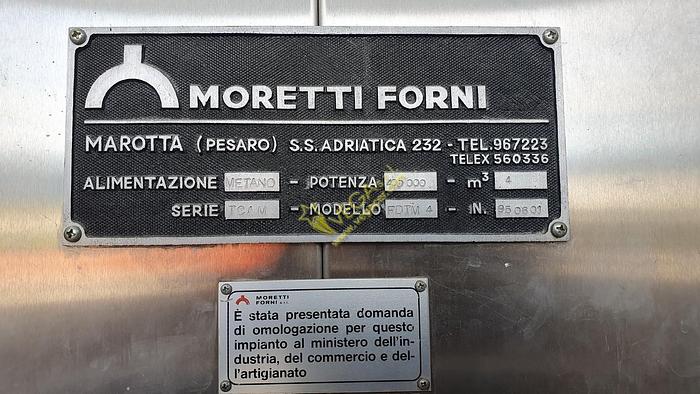 MORETTI FORNI
MAROTTA (PESARO) S.S. ADRIATICA 232 - TEL. 967223
TELEX 560336
ALIMENTAZIONE METANO - POTENZA - m³ 4
SERIE - MODELLO FDTM 4 - N. 950601
MORETTI
FORNI s.r.l.
È stata presentata domanda
di omologazione per questo
impianto al ministero dell'in-
dustria, del commercio e del-
l'artigianato